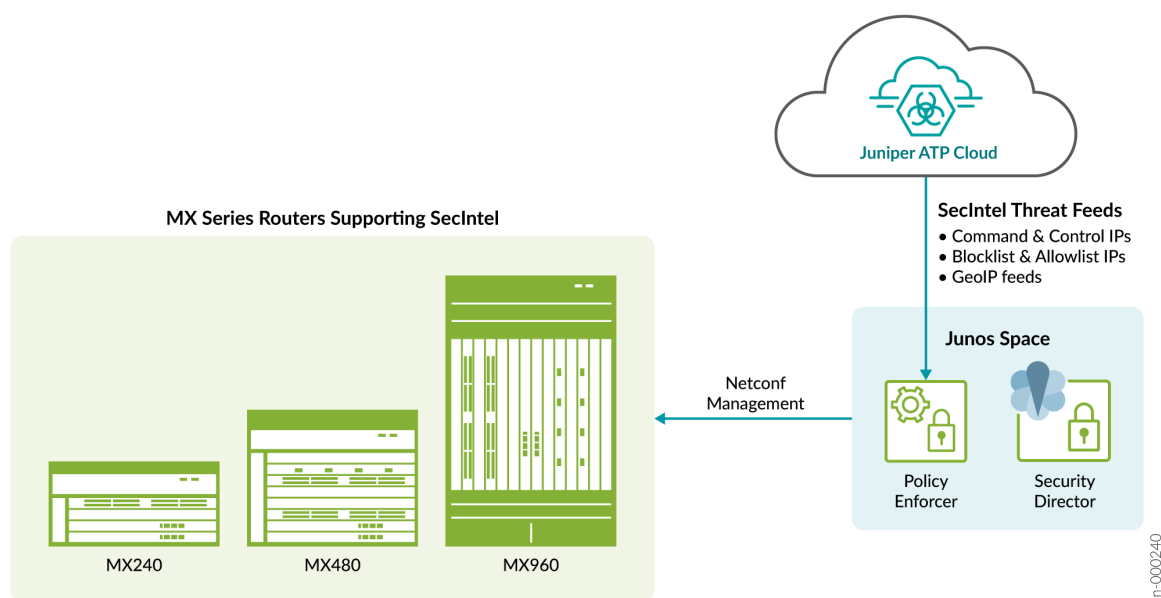 Juniper ATP Cloud
MX Series Routers Supporting SecIntel
SecIntel Threat Feeds
• Command & Control IPs
• Blocklist & Allowlist IPs
• GeoIP feeds
Junos Space
Netconf
Management
Policy
Enforcer
Security
Director
MX240
MX480
MX960
n-000240